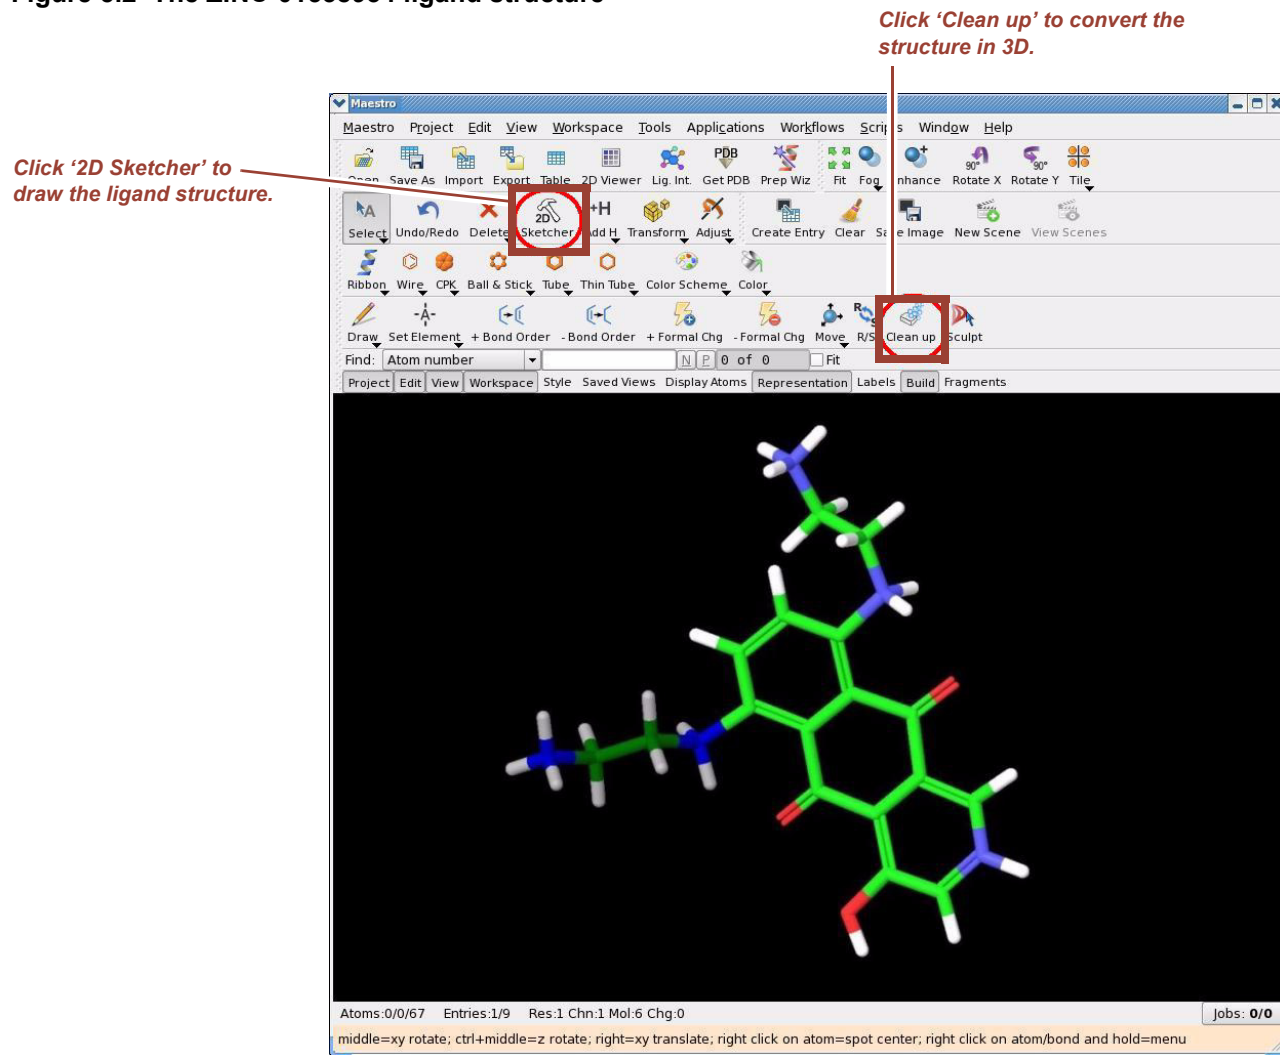 Click ‘Clean up’ to convert the
structure in 3D.
Click ‘2D Sketcher’ to
draw the ligand structure.
Maestro
Maestro Project Edit View Workspace Tools Applications Workflows Window Help
Save As Import Export Table 2D Viewer Lig. Int. Get PDB Prep Wiz Fit Fog Rotate X Rotate Y Tile
PDB 90° 90°
2D +H
Select Undo/Redo Delete Sketcher Transform Adjust Create Entry Clear Image New Scene View Scenes
Ribbon Wire CPK Ball & Stick Tube Thin Tube Color Scheme Color
Draw Set Element + Bond Order - Bond Order + Formal Chg - Formal Chg Move R/S Clean up Sculpt
Find: Atom number N P 0 of 0 Fit
Project Edit View Workspace Style Saved Views Display Atoms Representation Labels Build Fragments
Atoms:0/0/67 Entries:1/9 Res:1 Chn:1 Mol:6 Chg:0 Jobs: 0/0
middle=xy rotate; ctrl+middle=z rotate; right=xy translate; right click on atom=spot center; right click on atom/bond and hold=menu